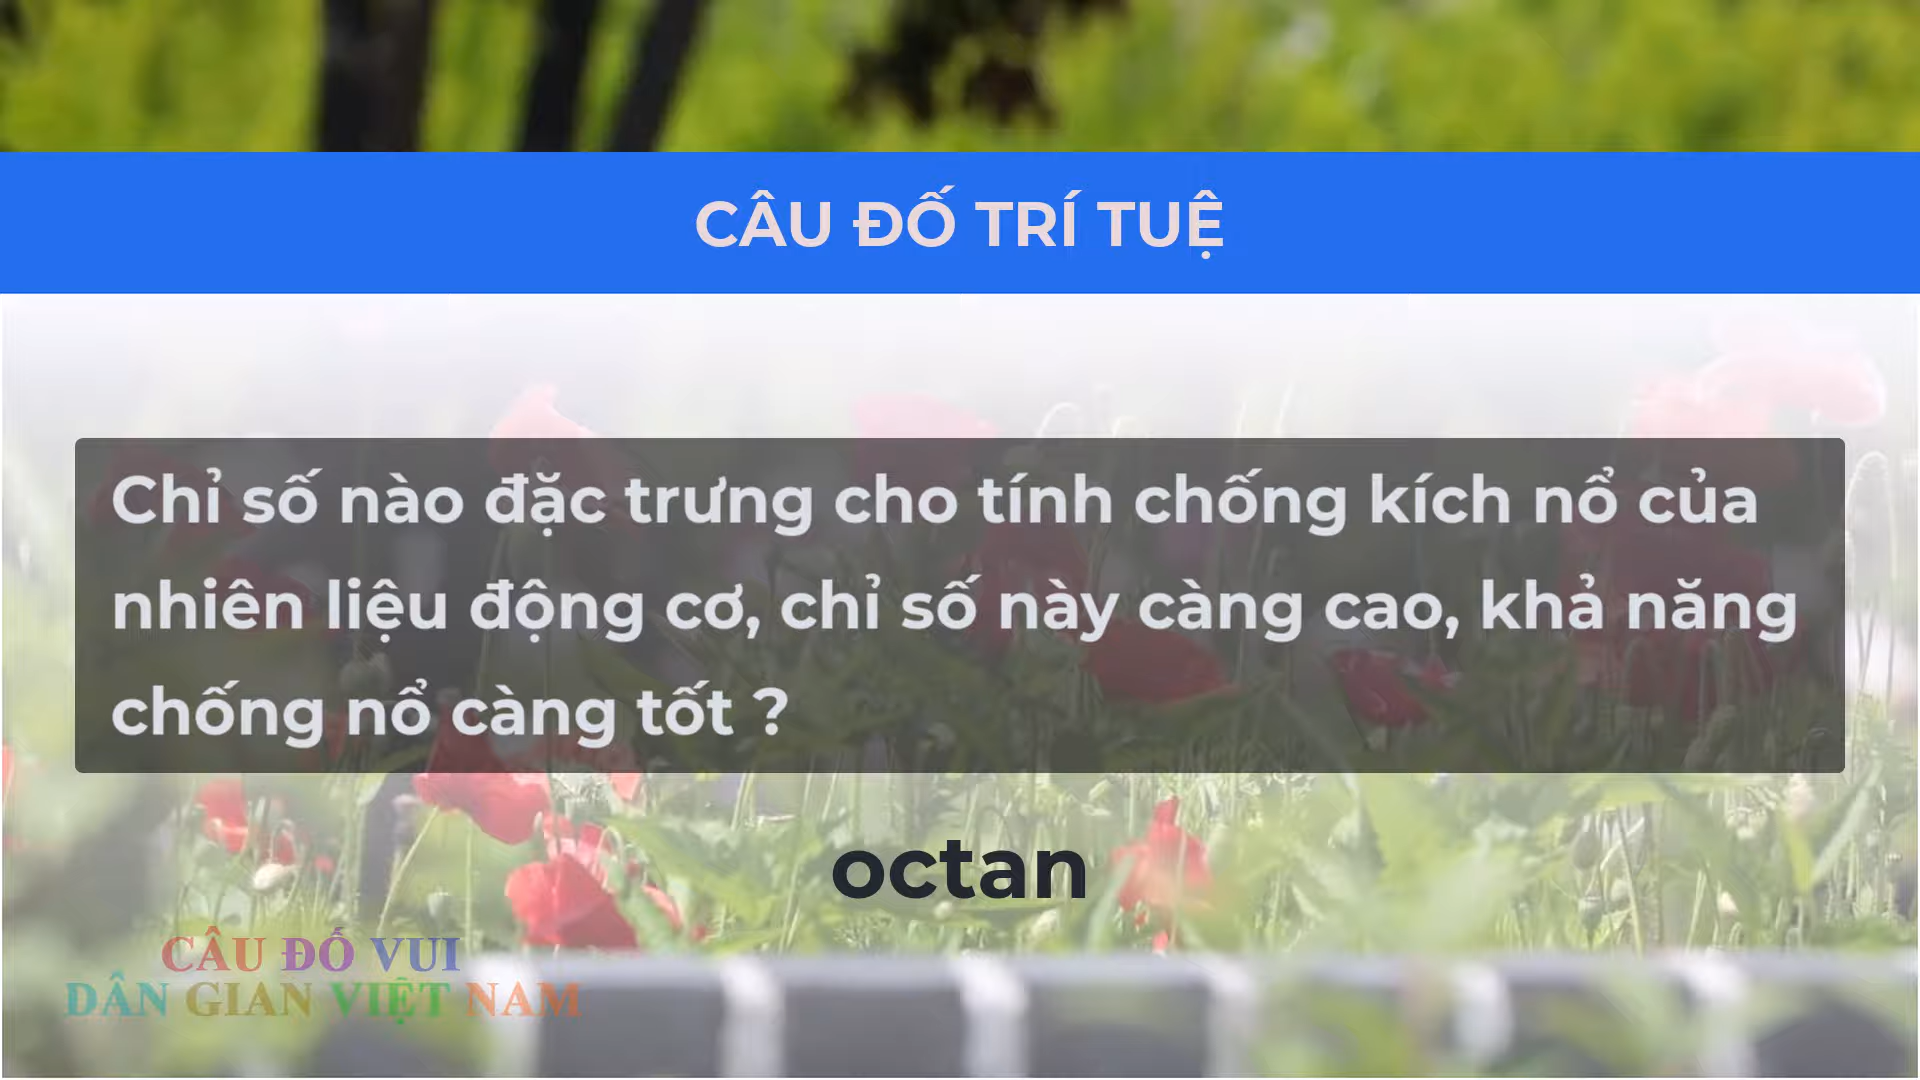 CÂU ĐỐ TRÍ TUỆ
Chỉ số nào đặc trưng cho tính chống kích nổ của
nhiên liệu động cơ, chỉ số này càng cao, khả năng
chống nổ càng tốt ?
octan
CÂU ĐỐ VUI
DÂN GIAN VIỆT NAM